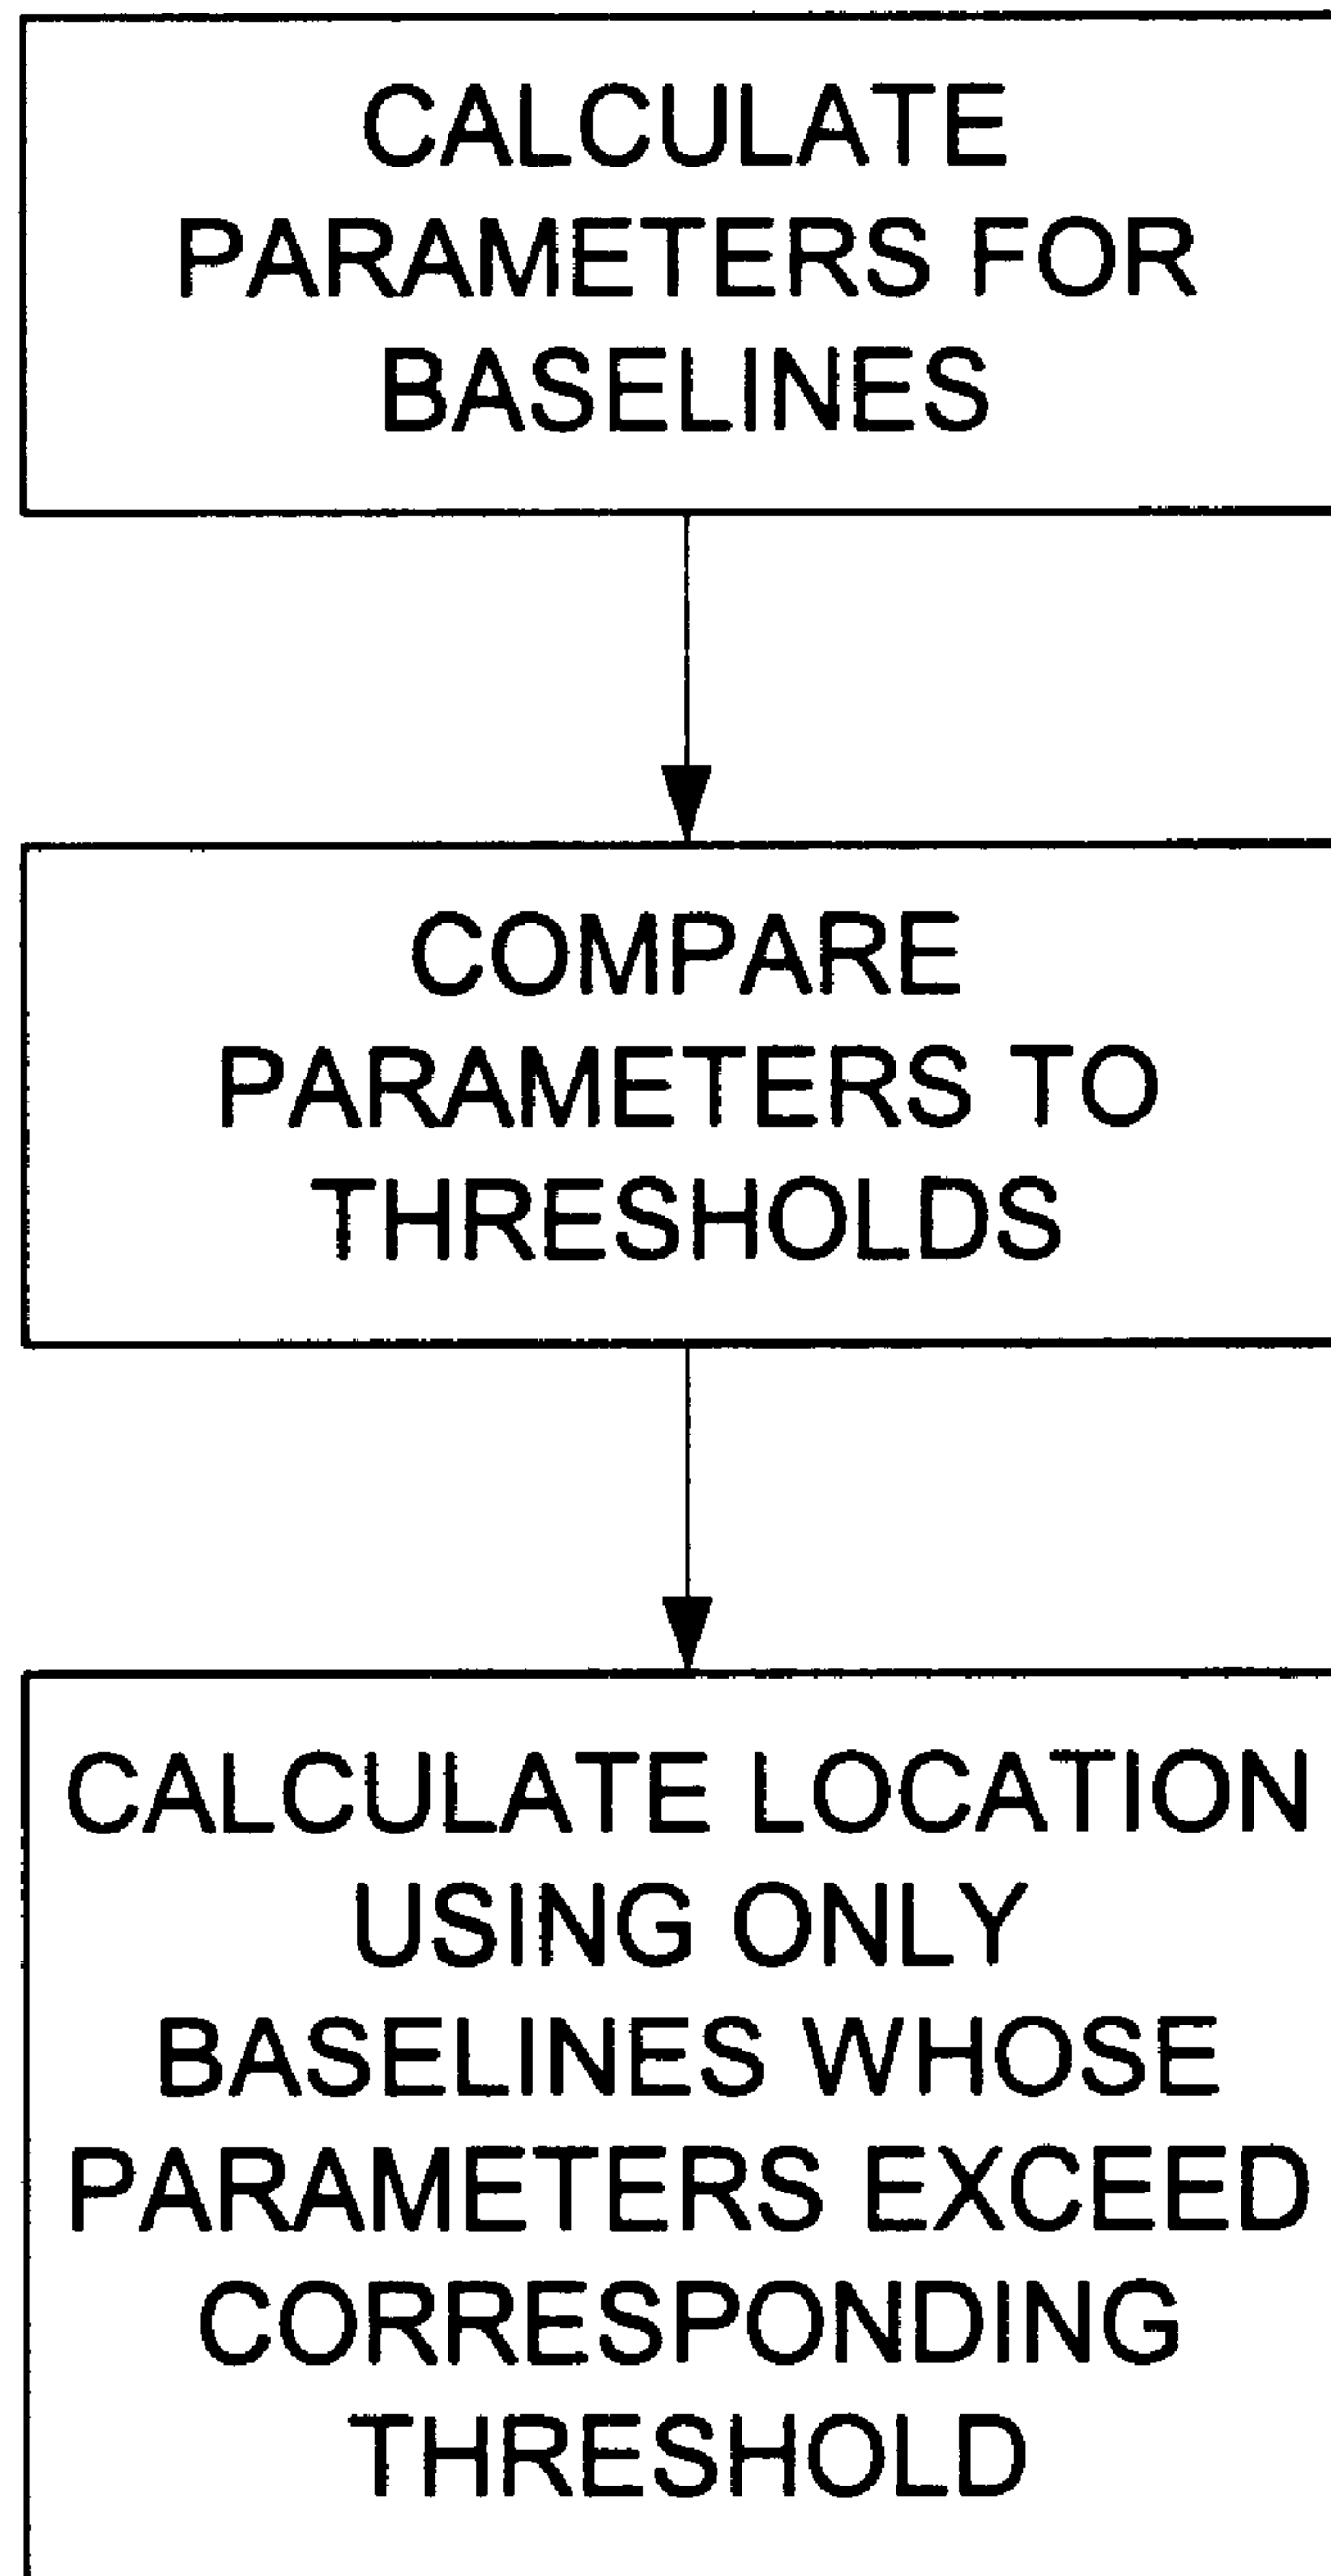 CALCULATE
PARAMETERS FOR
BASELINES
COMPARE
PARAMETERS TO
THRESHOLDS
CALCULATE LOCATION
USING ONLY
BASELINES WHOSE
PARAMETERS EXCEED
CORRESPONDING
THRESHOLD